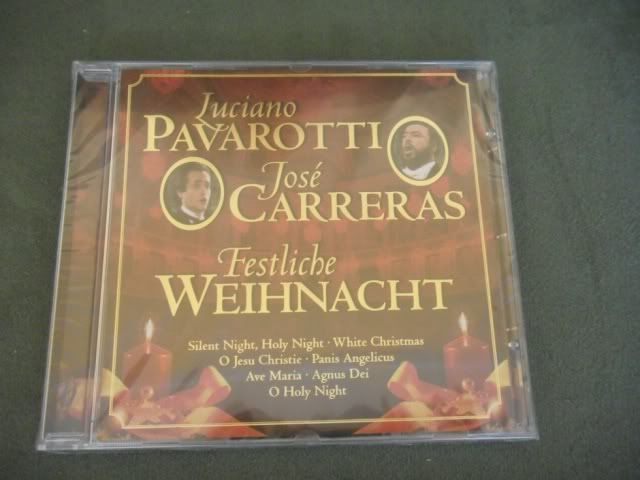 Luciano
PAVAROTTI
José
CARRERAS
Festliche
WEIHNACHT
Silent Night, Holy Night · White Christmas
O Jesu Christie · Panis Angelicus
Ave Maria · Agnus Dei
O Holy Night